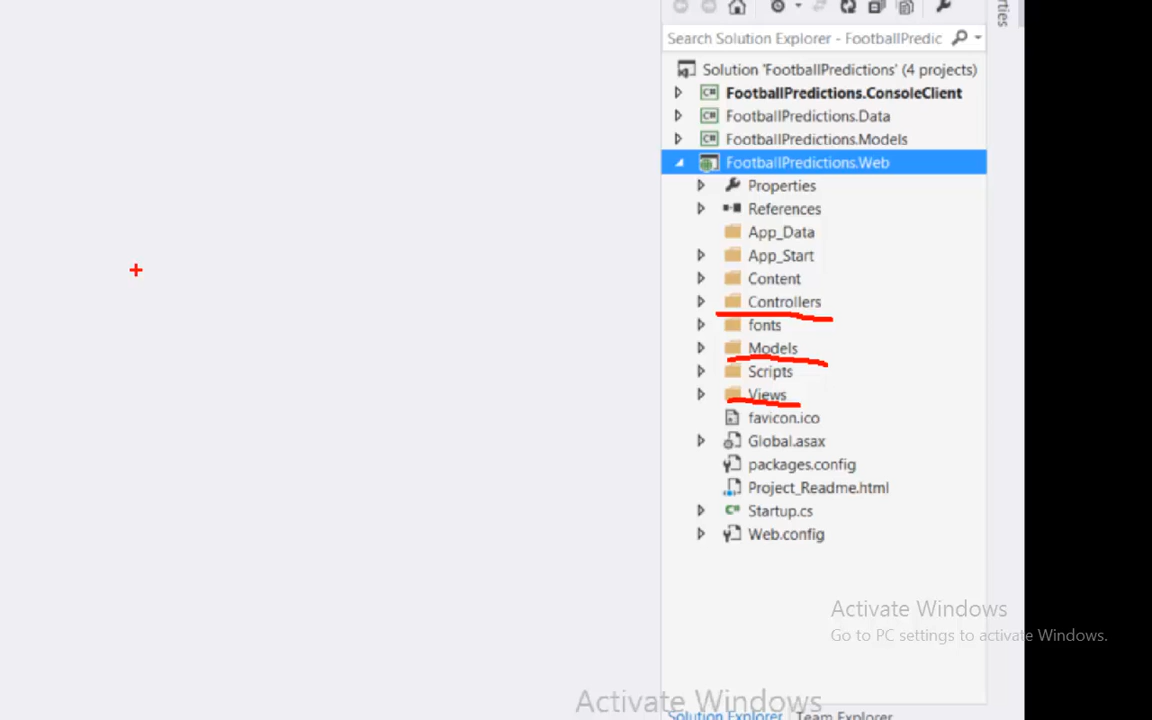 rties
Search Solution Explorer - FootballPredic
Solution 'FootballPredictions' (4 projects)
FootballPredictions.ConsoleClient
FootballPredictions.Data
FootballPredictions.Models
FootballPredictions.Web
Properties
References
App_Data
App_Start
Content
Controllers
fonts
Models
Scripts
Views
favicon.ico
Global.asax
packages.config
Project_Readme.html
Startup.cs
Web.config
Activate Windows
Go to PC settings to activate Windows.
Activate Windows
Solution Explorer Team Explorer